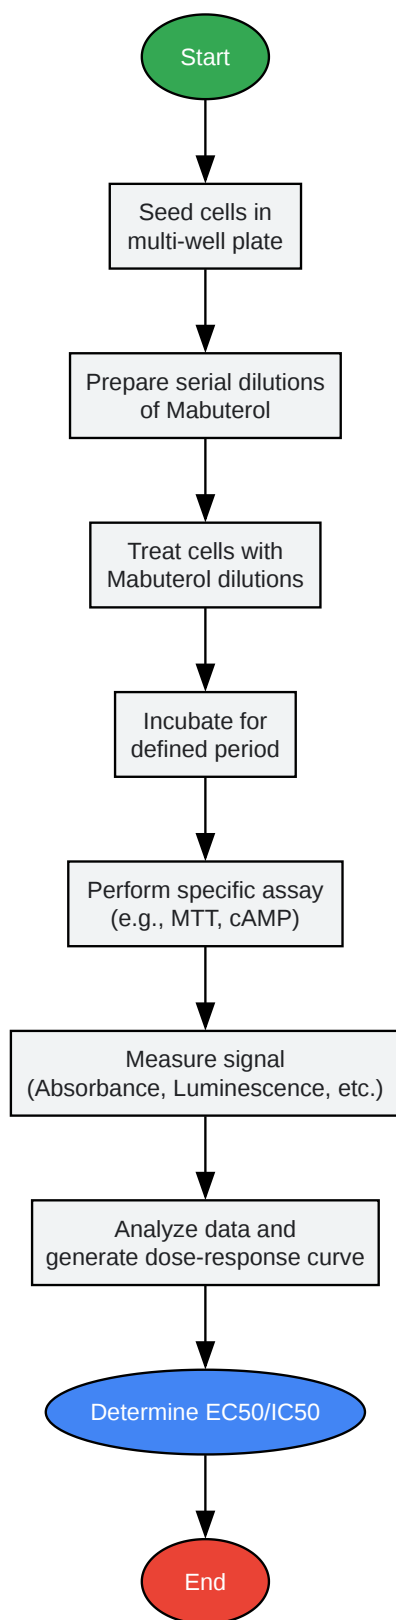 Start
Seed cells in
multi-well plate
Prepare serial dilutions
of Mabuterol
Treat cells with
Mabuterol dilutions
Incubate for
defined period
Perform specific assay
(e.g., MTT, cAMP)
Measure signal
(Absorbance, Luminescence, etc.)
Analyze data and
generate dose-response curve
Determine EC50/IC50
End